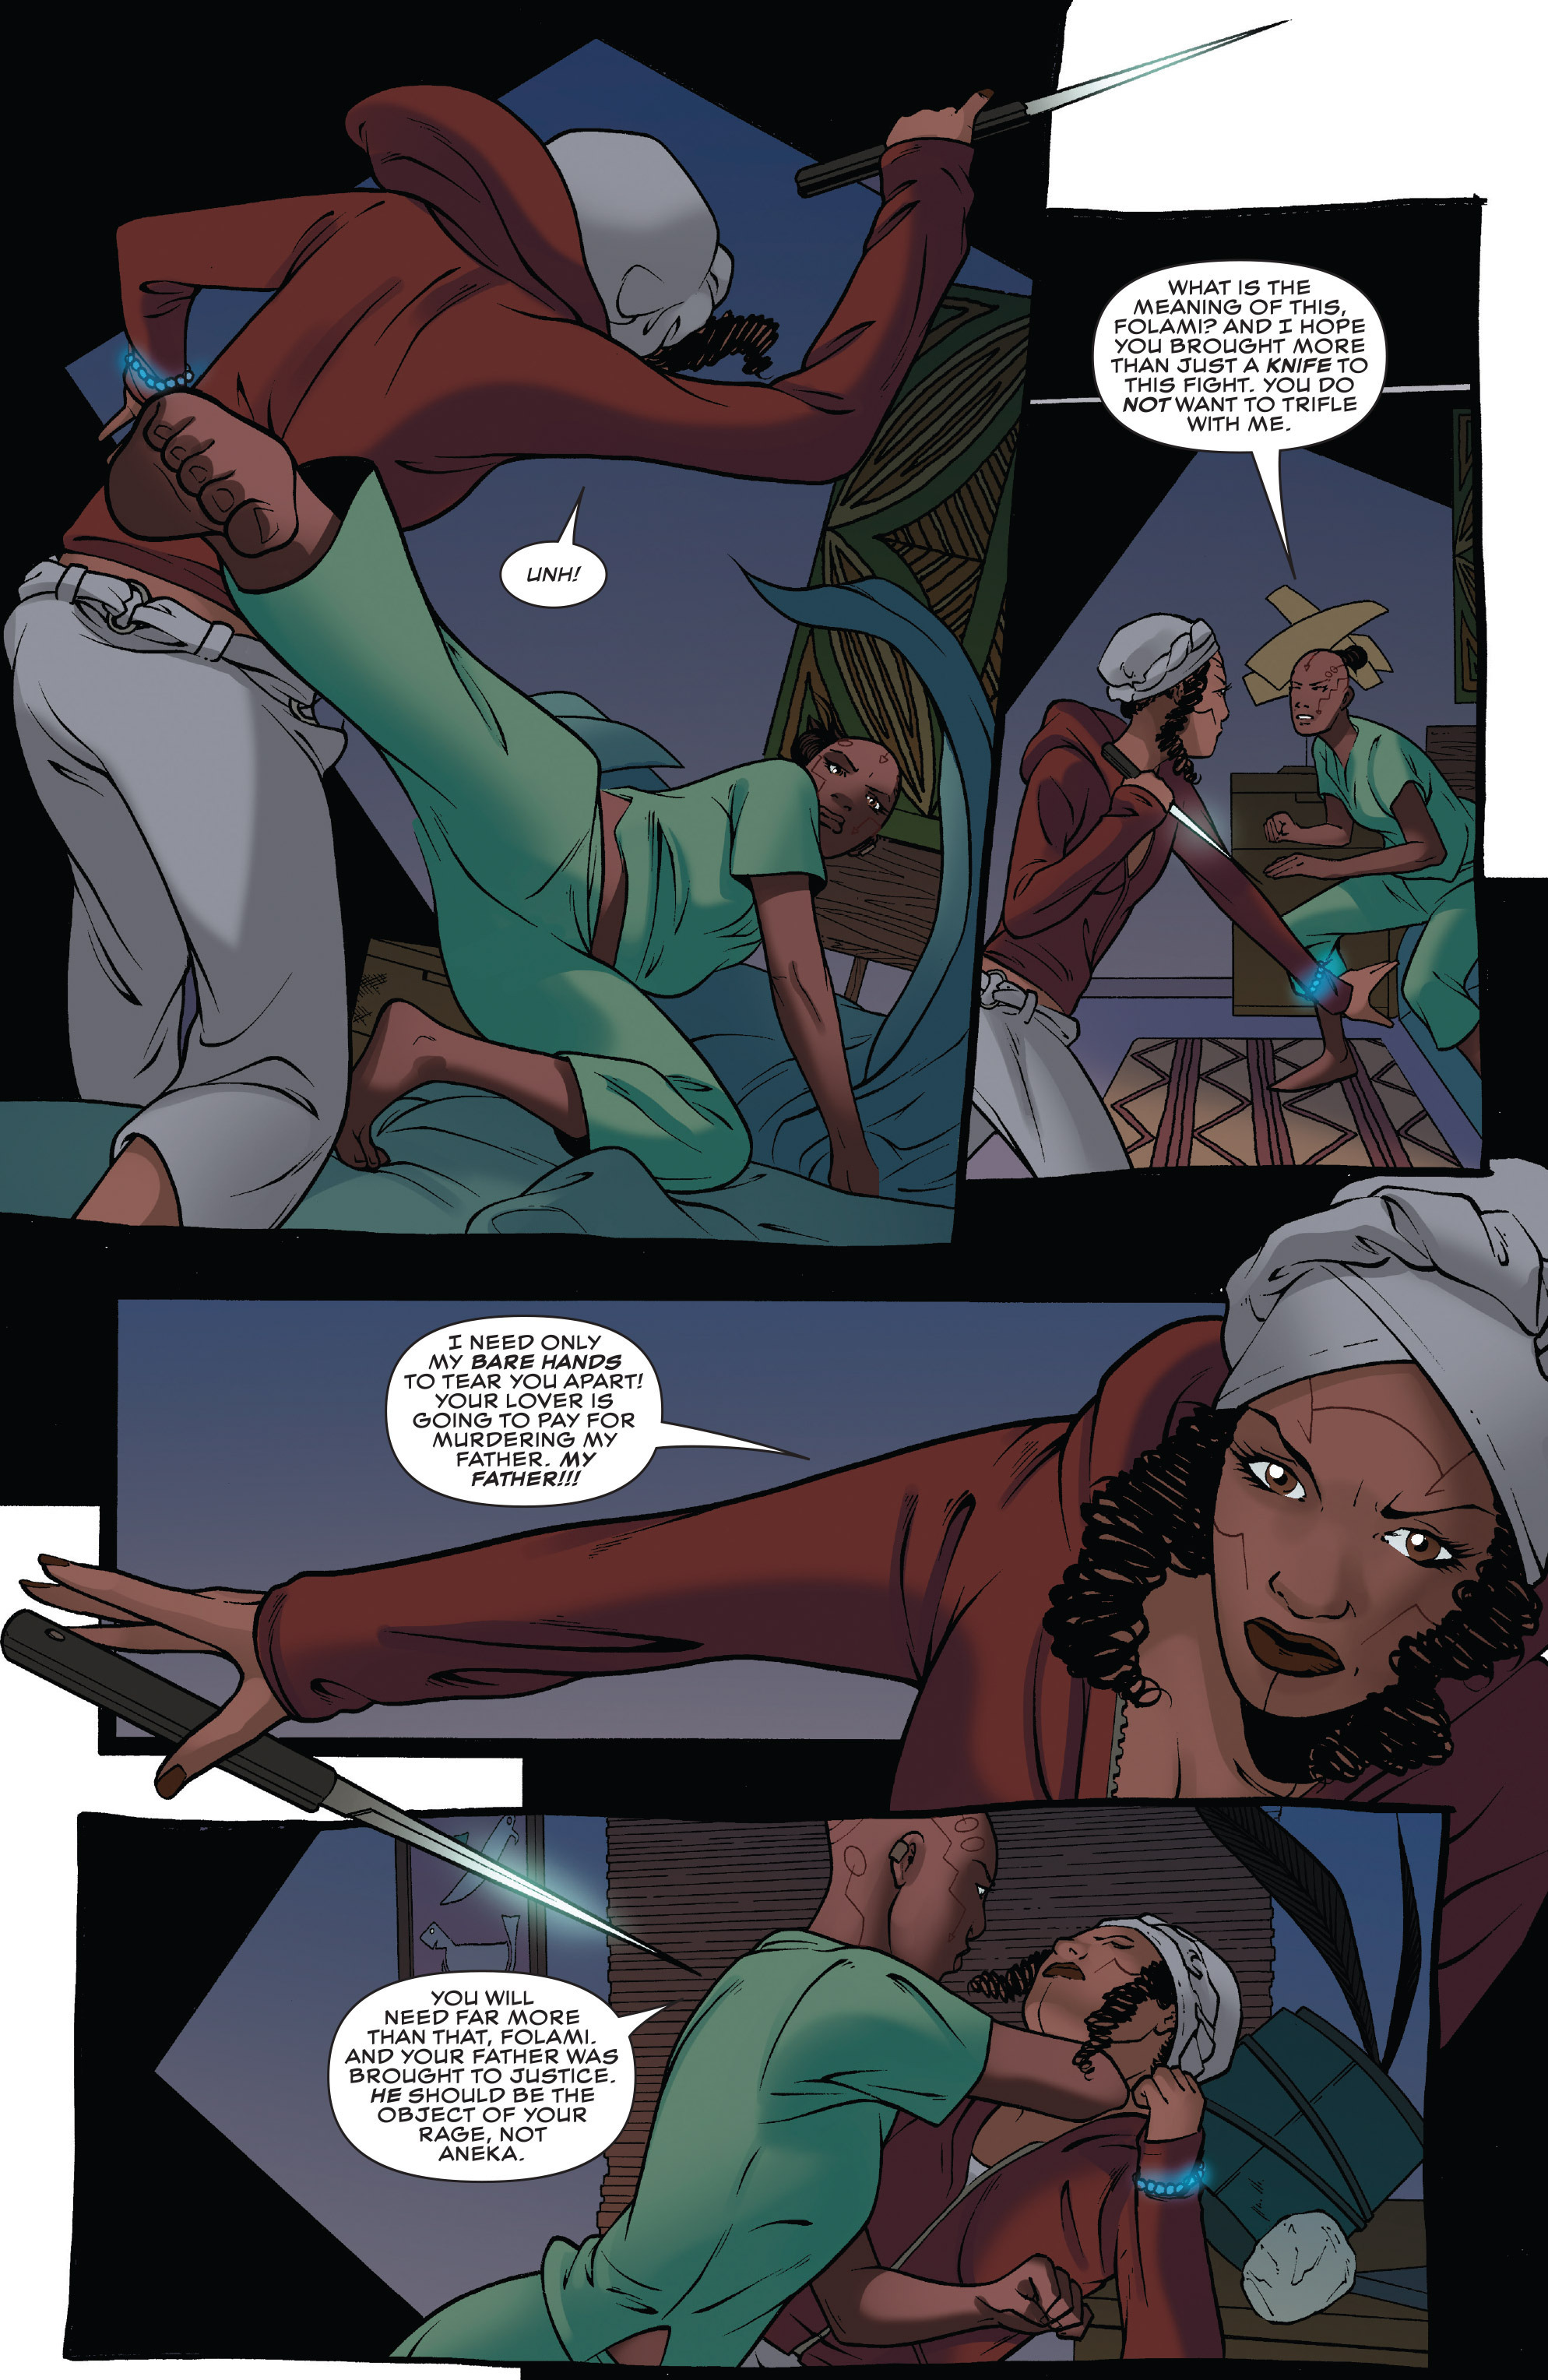 UNH!
WHAT IS THE
MEANING OF THIS,
FOLAMI? AND I HOPE
YOU BROUGHT MORE
THAN JUST A KNIFE TO
THIS FIGHT. YOU DO
NOT WANT TO TRIFLE
WITH ME.
I NEED ONLY
MY BARE HANDS
TO TEAR YOU APART!
YOUR LOVER IS
GOING TO PAY FOR
MURDERING MY
FATHER. MY
FATHER!!!
YOU WILL
NEED FAR MORE
THAN THAT, FOLAMI.
AND YOUR FATHER WAS
BROUGHT TO JUSTICE.
HE SHOULD BE THE
OBJECT OF YOUR
RAGE, NOT
ANEKA.